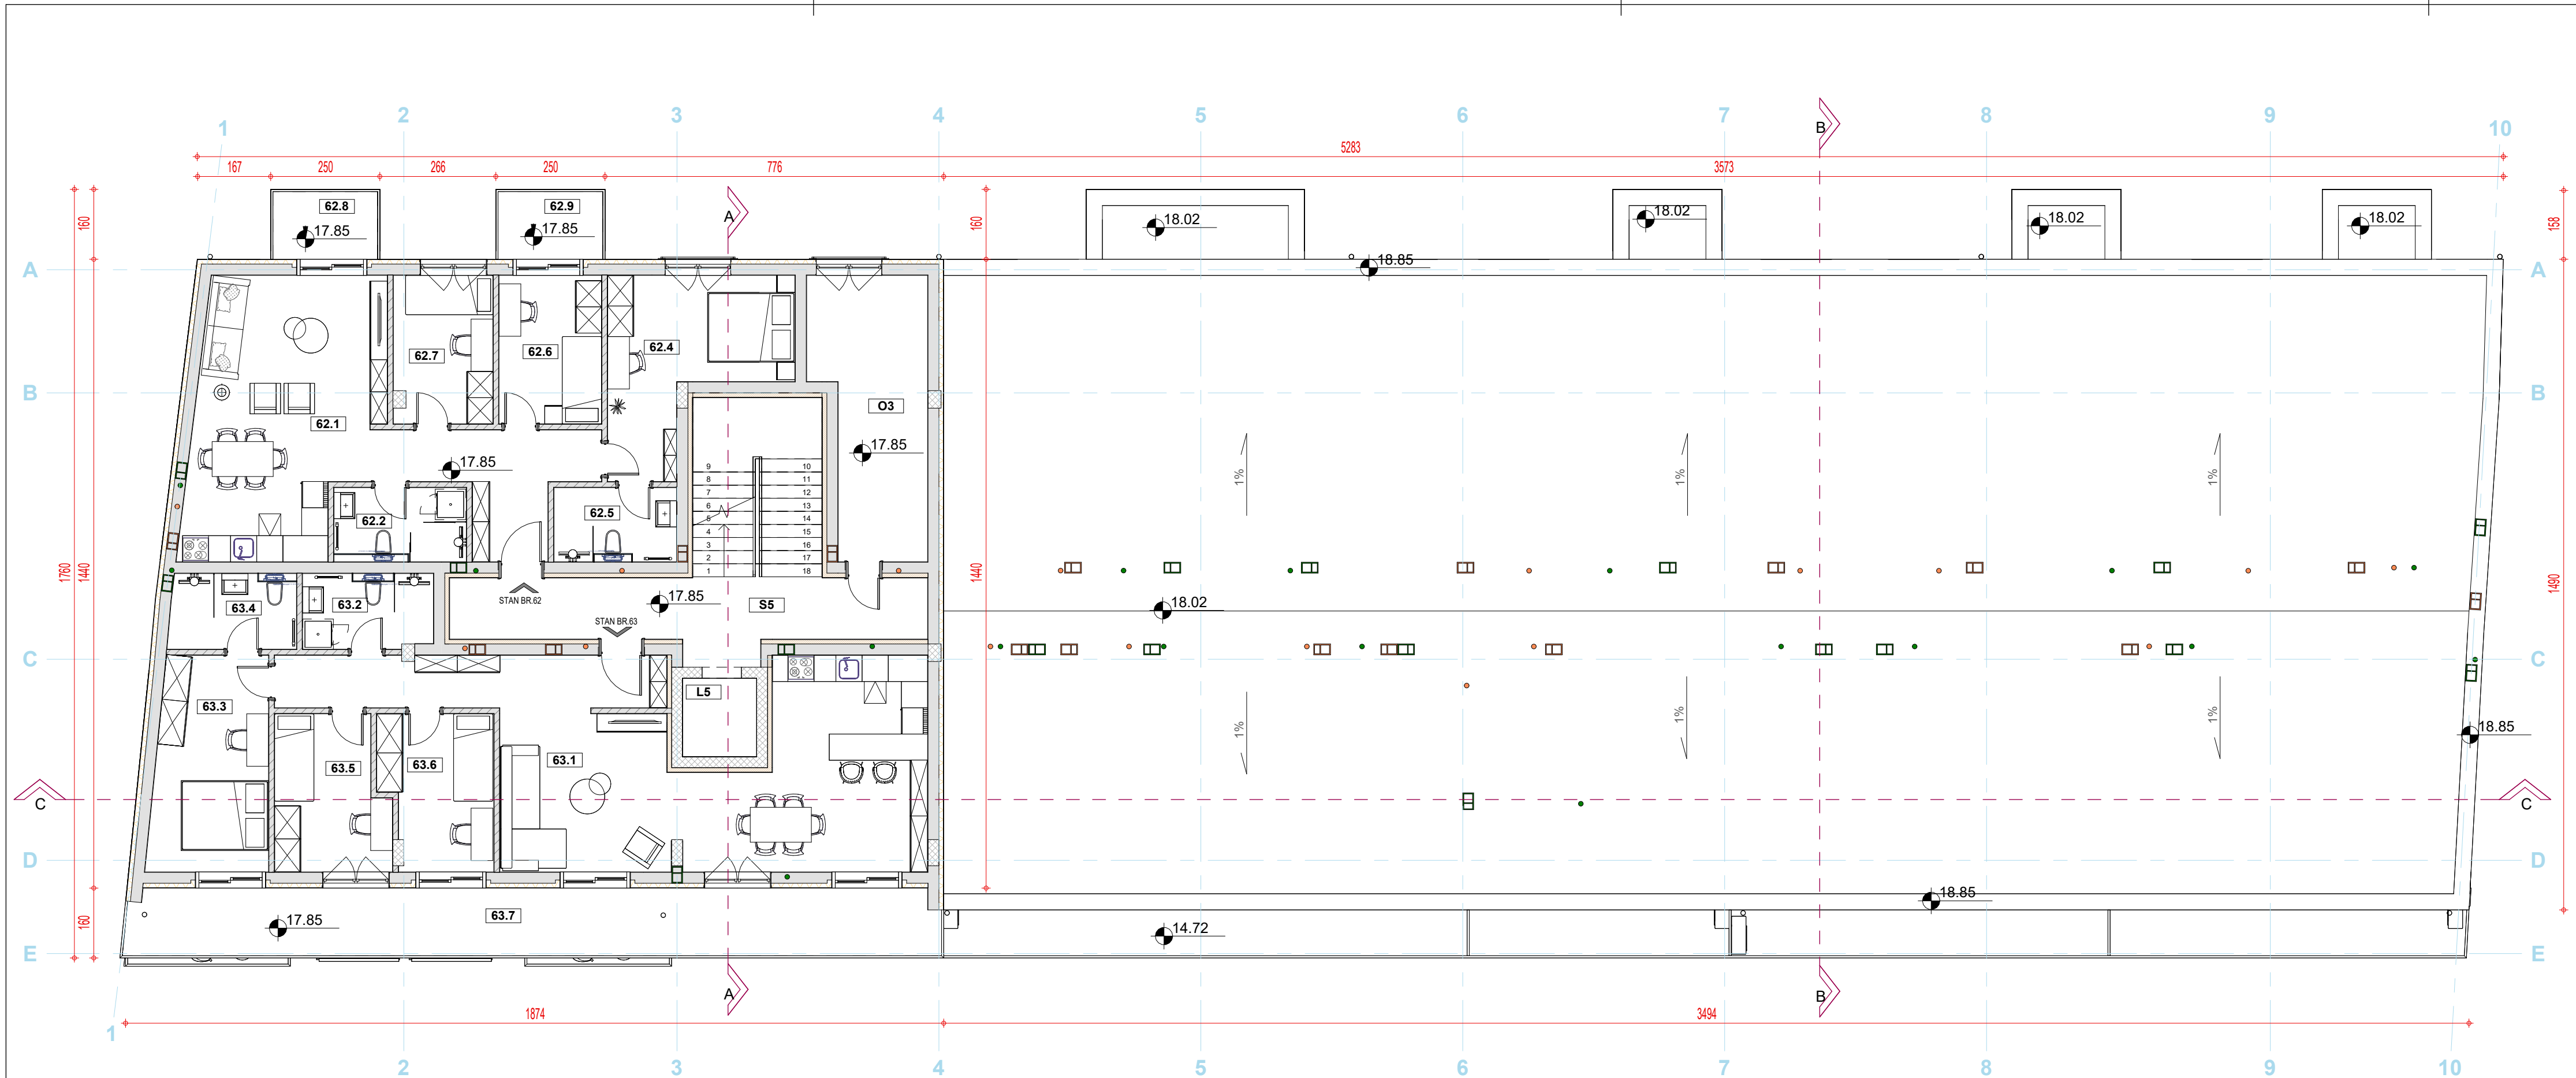 1 2 3 4 5 6 7 8 9 10
B
5283
167 250 266 250 776 3573
62.8 62.9
17.85 17.85
A
18.02 18.02 18.02 18.02
160 160 158
A 18.85 A
62.7 62.6 62.4
B B
62.1 O3
17.85 17.85
9 10
8 11
7 12
6 13
5 14
4 15
3 16
2 17
1 18
1% 1% 1%
62.2 62.5
1760 1440 1440 1490
STAN BR.62
17.85 S5
STAN BR.63
18.02
63.4 63.2
C C
L5
63.3
1% 1% 1%
18.85
63.1
63.5 63.6
C C
D D
18.85
160
63.7
17.85 14.72
E E
A B
1874 3494
1 2 3 4 5 6 7 8 9 10